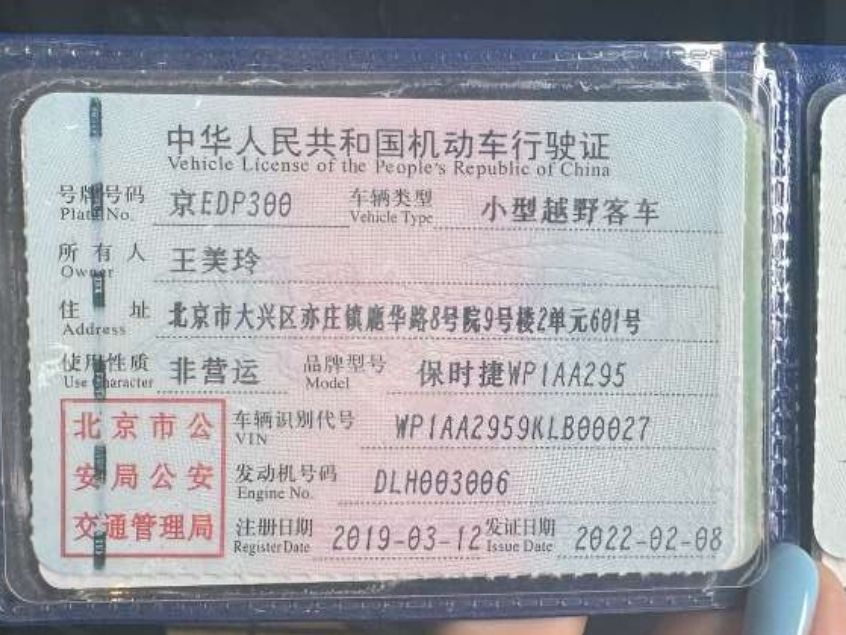 中华人民共和国机动车行驶证
Vehicle License of the People's Republic of China
号牌号码 京EDP300 车辆类型 小型越野客车
Plate No. Vehicle Type
所有人 王美玲
Owner
住址 北京市大兴区亦庄镇鹿华路8号院9号楼2单元601号
Address
使用性质 非营运 品牌型号 保时捷WP1AA295
Use Character Model
北京市公 车辆识别代号 WP1AA2959KLB00027
VIN
安局公安 发动机号码 DLH003006
Engine No.
交通管理局 注册日期 2019-03-12 发证日期 2022-02-08
Register Date Issue Date